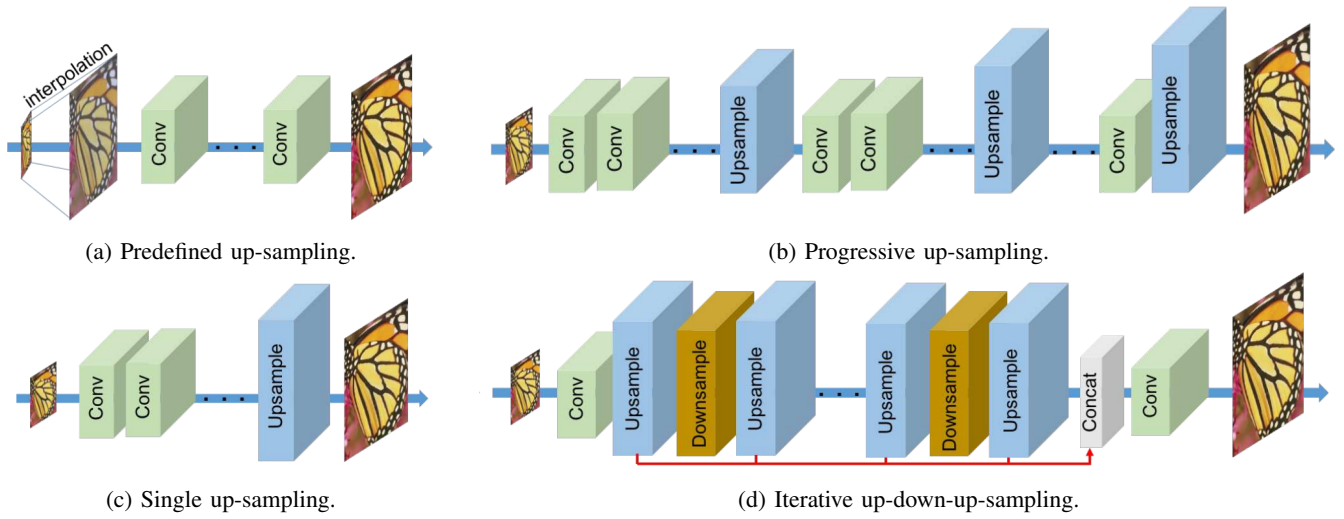 interpolation
Conv
Conv
(a) Predefined up-sampling.
Conv
Conv
Upsample
Conv
Conv
Upsample
Conv
Upsample
(b) Progressive up-sampling.
Conv
Conv
Upsample
(c) Single up-sampling.
Conv
Upsample
Downsample
Upsample
Upsample
Downsample
Upsample
Concat
Conv
(d) Iterative up-down-up-sampling.